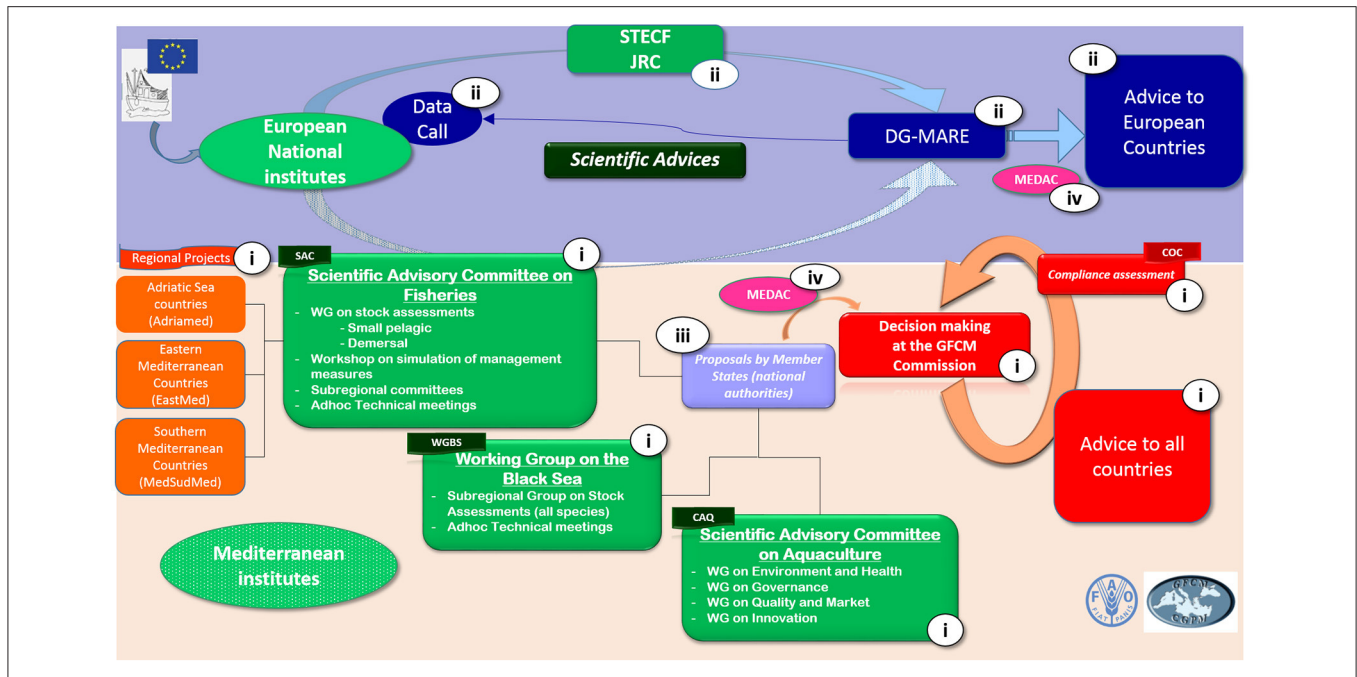 STECF
JRC
ii
European
National
institutes
Data
Call
ii
Scientific Advices
DG-MARE
ii
MEDAC
iv
ii
Advice to
European
Countries
Regional Projects
i
Adriatic Sea
countries
(Adriamed)
Eastern
Mediterranean
Countries
(EastMed)
Southern
Mediterranean
Countries
(MedSudMed)
SAC
i
Scientific Advisory Committee on
Fisheries
- WG on stock assessments
- Small pelagic
- Demersal
- Workshop on simulation of management
measures
- Subregional committees
- Adhoc Technical meetings
MEDAC
iv
iii
Proposals by Member
States (national
authorities)
COC
Compliance assessment
i
Decision making
at the GFCM
Commission
i
i
Advice to all
countries
WGBS
i
Working Group on the
Black Sea
- Subregional Group on Stock
Assessments (all species)
- Adhoc Technical meetings
CAQ
Scientific Advisory Committee
on Aquaculture
- WG on Environment and Health
- WG on Governance
- WG on Quality and Market
- WG on Innovation
i
Mediterranean
institutes
FAO
FIAT PANIS
GFCM
CGPM